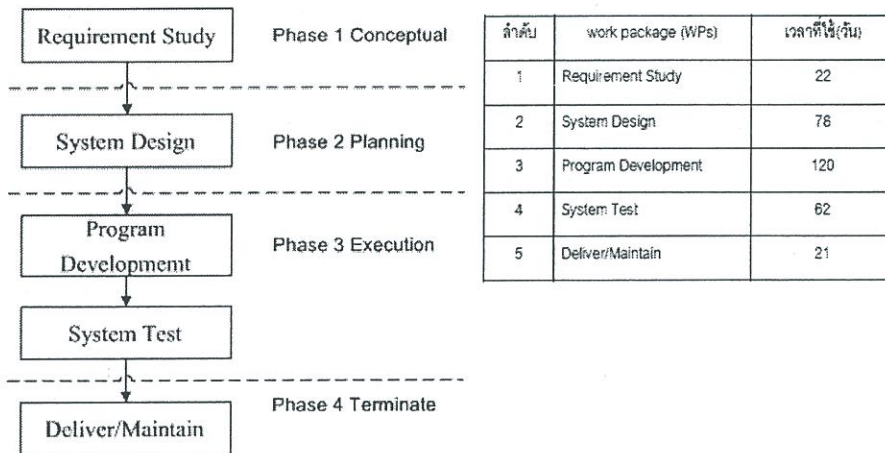 Requirement Study
Phase 1 Conceptual
System Design
Phase 2 Planning
Program
Developmemt
Phase 3 Execution
System Test
Phase 4 Terminate
Deliver/Maintain
ลำดับ work package (WPs) เวลาที่ใช้(วัน)
1 Requirement Study 22
2 System Design 78
3 Program Development 120
4 System Test 62
5 Deliver/Maintain 21